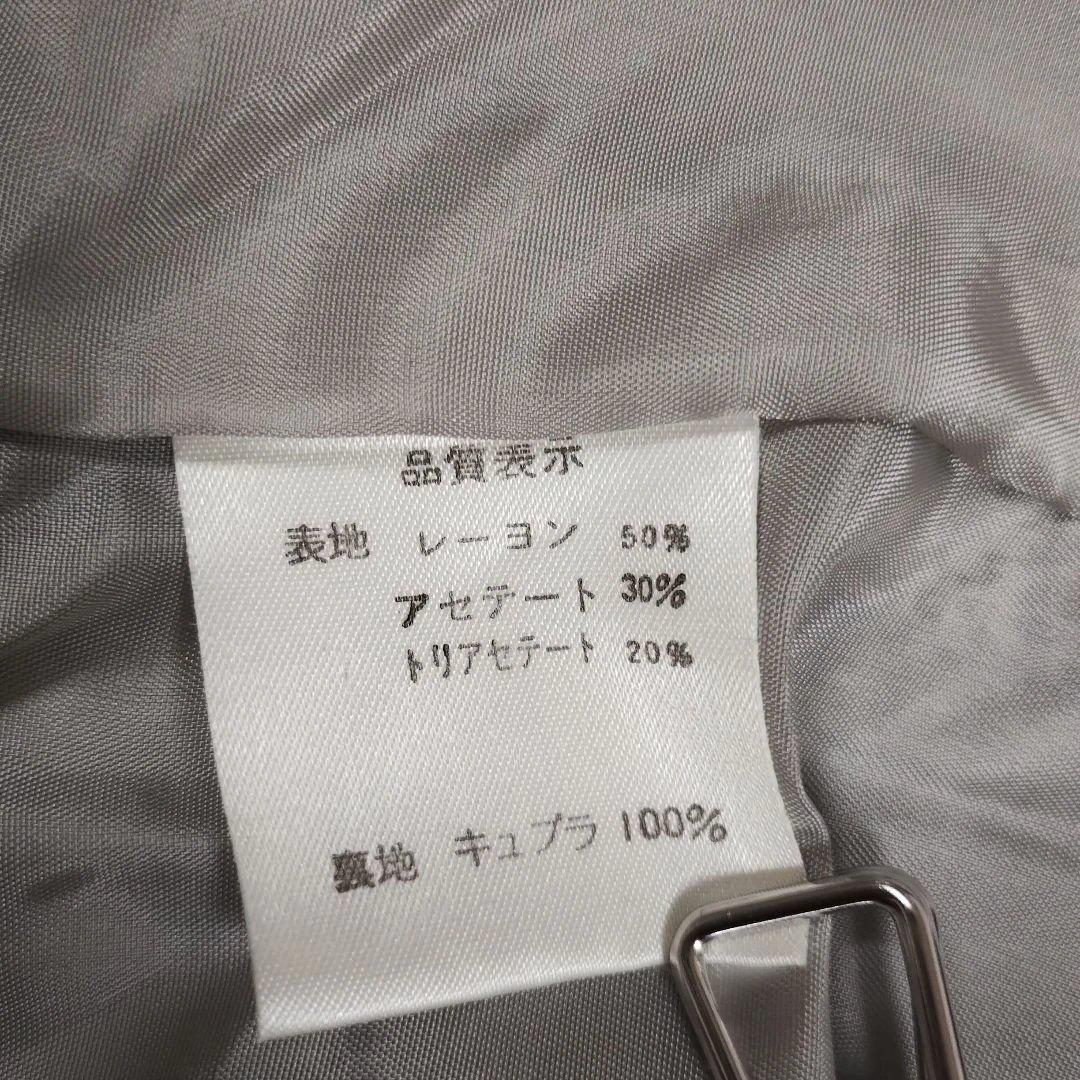 品質表示
表地 レーヨン 50%
アセテート 30%
トリアセテート 20%
裏地 キュプラ 100%